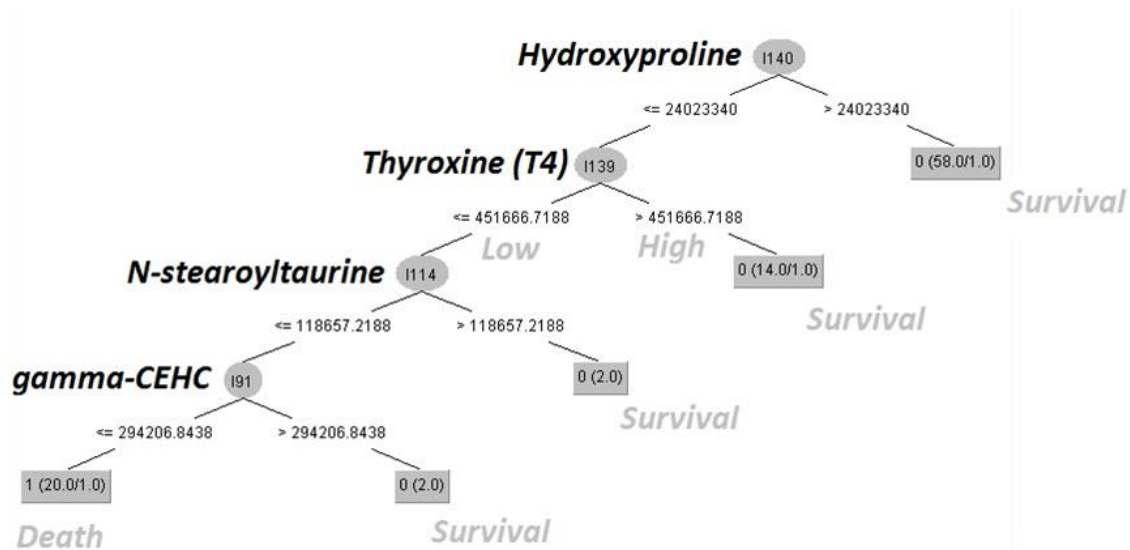 Hydroxyproline I140
<= 24023340 > 24023340
Thyroxine (T4) I139 0 (58.0/1.0)
Survival
<= 451666.7188 > 451666.7188
Low High
N-stearoyltaurine I114 0 (14.0/1.0)
Survival
<= 118657.2188 > 118657.2188
gamma-CEHC I91 0 (2.0)
Survival
<= 294206.8438 > 294206.8438
1 (20.0/1.0) 0 (2.0)
Death Survival